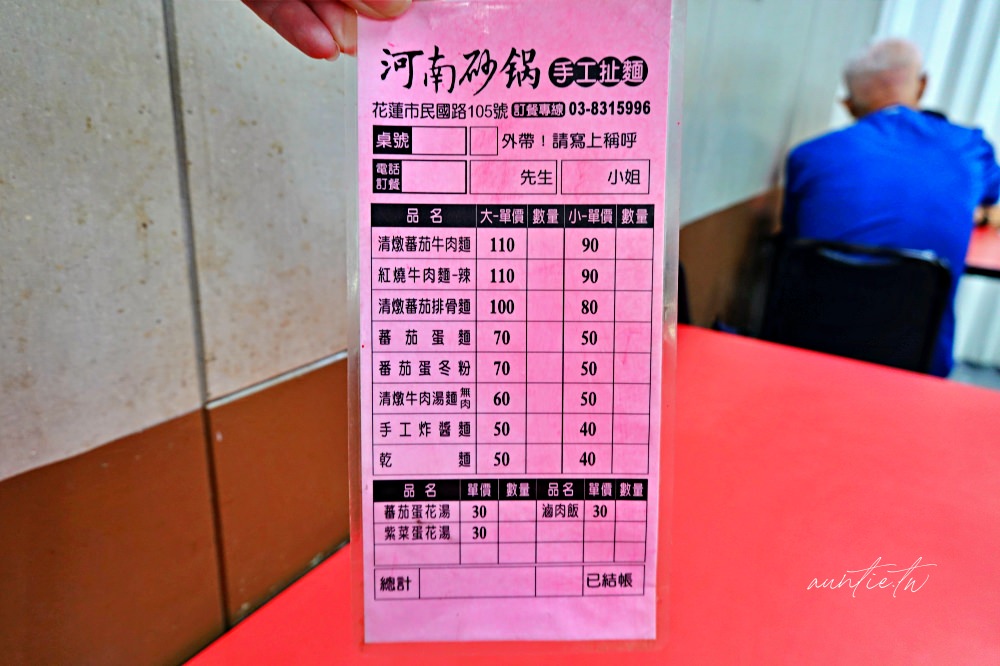 河南砂锅 手工扯麵
花蓮市民國路105號 訂餐專線 03-8315996
桌號 外帶！請寫上稱呼
電話訂餐 先生 小姐
品名 大-單價 數量 小-單價 數量
清燉蕃茄牛肉麵 110 90
紅燒牛肉麵-辣 110 90
清燉蕃茄排骨麵 100 80
蕃茄蛋麵 70 50
番茄蛋冬粉 70 50
清燉牛肉湯麵無肉 60 50
手工炸醬麵 50 40
乾麵 50 40
品名 單價 數量 品名 單價 數量
蕃茄蛋花湯 30 滷肉飯 30
紫菜蛋花湯 30
總計 已結帳
auntie.tw